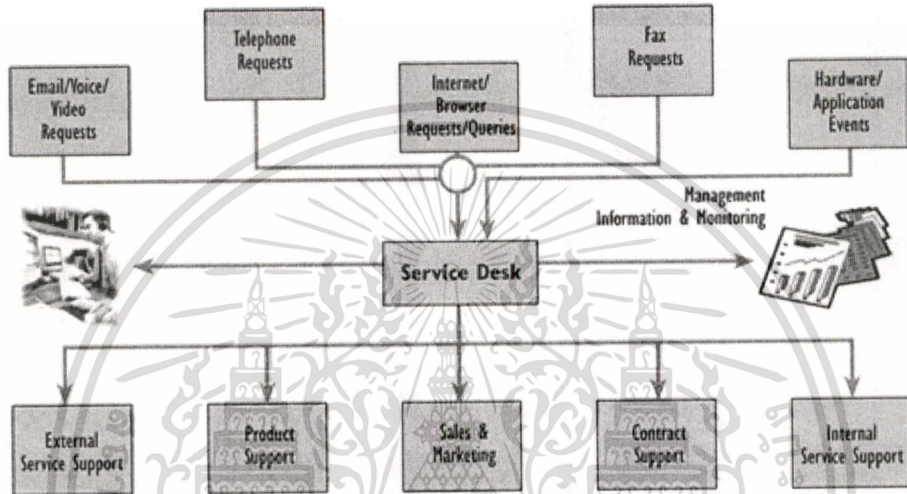 Telephone
Requests
Fax
Requests
Email/Voice/
Video
Requests
Internet/
Browser
Requests/Queries
Hardware/
Application
Events
Management
Information & Monitoring
Service Desk
External
Service Support
Product
Support
Sales &
Marketing
Contract
Support
Internal
Service Support